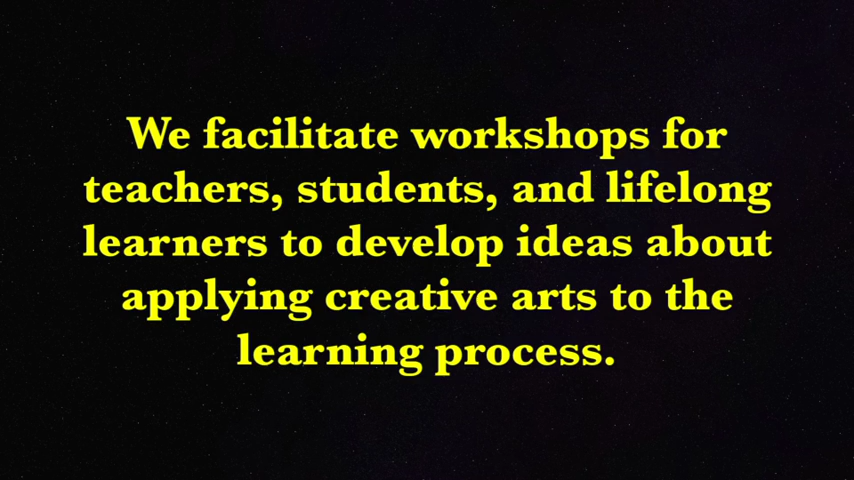 We facilitate workshops for
teachers, students, and lifelong
learners to develop ideas about
applying creative arts to the
learning process.